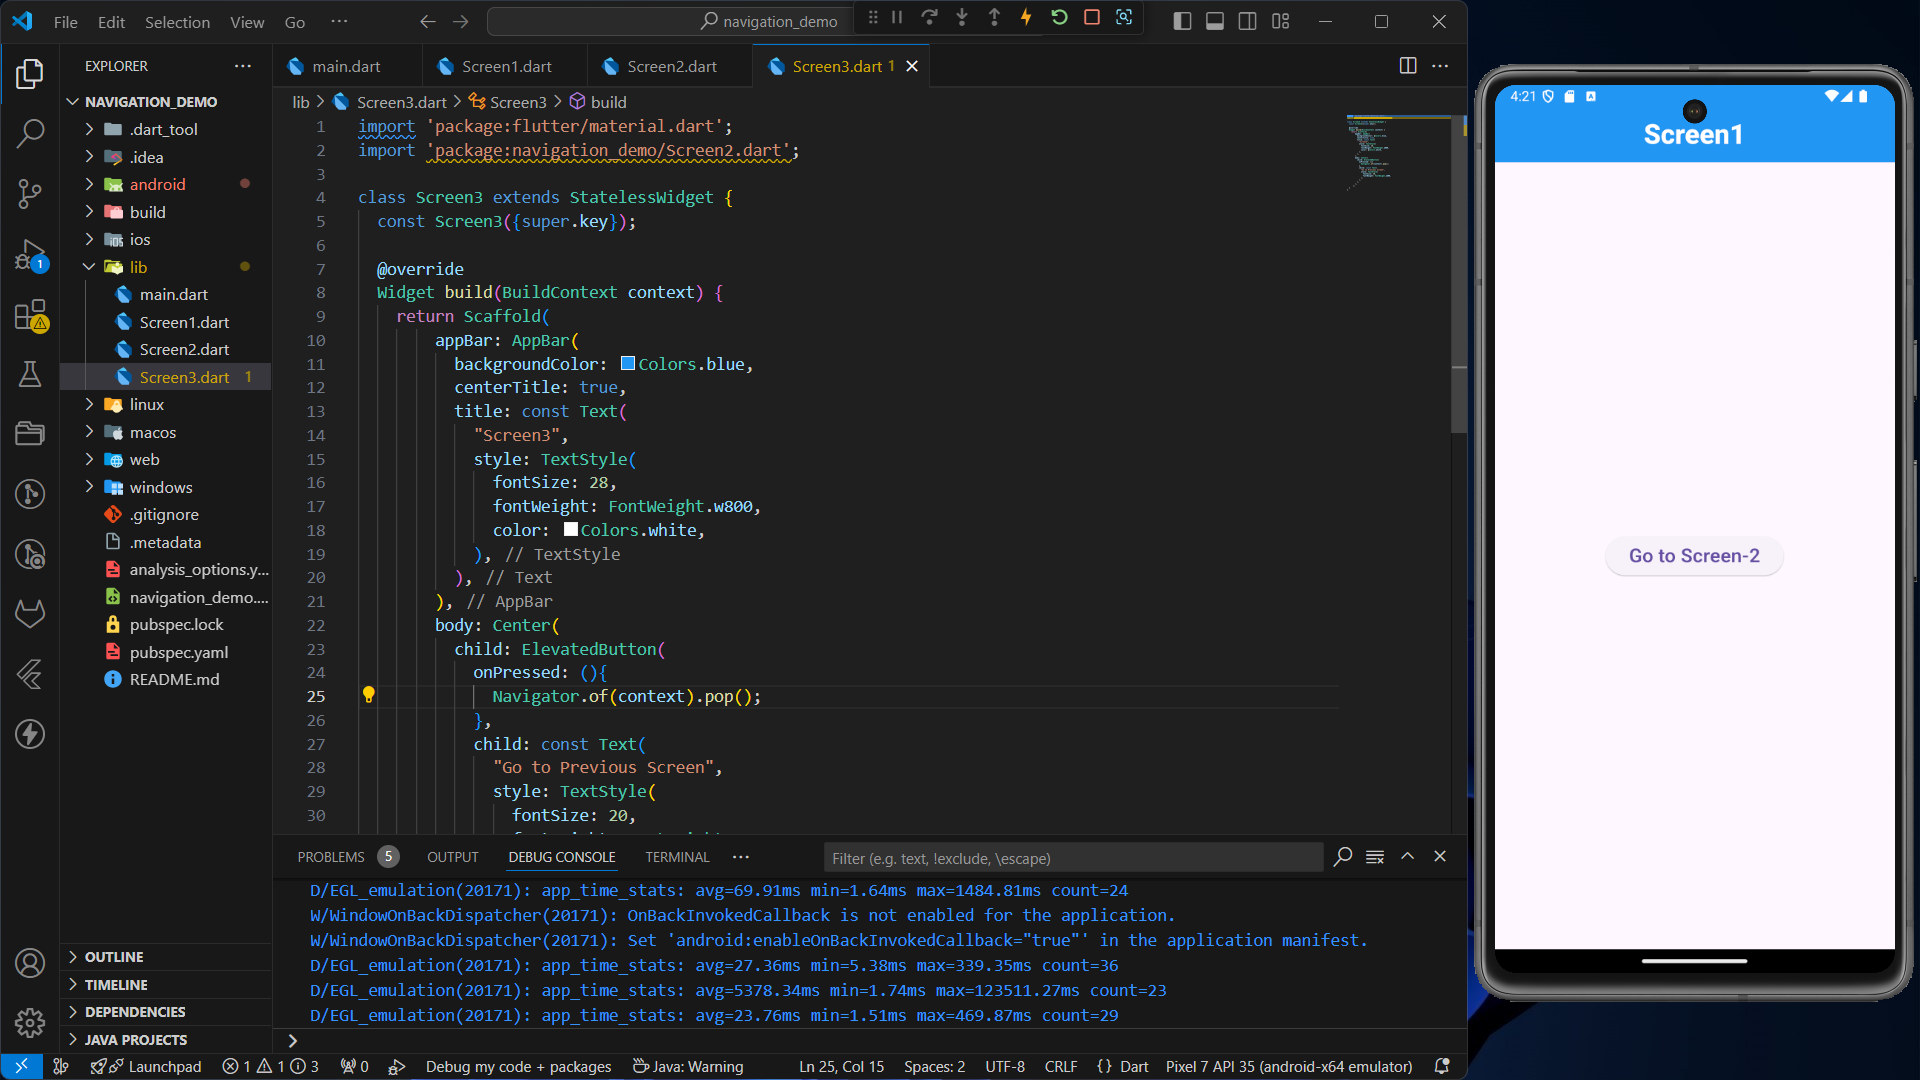 File Edit Selection View Go ···
navigation_demo
EXPLORER
main.dart
Screen1.dart
Screen2.dart
Screen3.dart 1
NAVIGATION_DEMO
.dart_tool
.idea
android
build
ios
lib
main.dart
Screen1.dart
Screen2.dart
Screen3.dart 1
linux
macos
web
windows
.gitignore
.metadata
analysis_options.y...
navigation_demo....
pubspec.lock
pubspec.yaml
README.md
OUTLINE
TIMELINE
DEPENDENCIES
JAVA PROJECTS
1
lib > Screen3.dart > Screen3 > build
1 import 'package:flutter/material.dart';
2 import 'package:navigation_demo/Screen2.dart';
3
4 class Screen3 extends StatelessWidget {
5 const Screen3({super.key});
6
7 @override
8 Widget build(BuildContext context) {
9 return Scaffold(
10 appBar: AppBar(
11 backgroundColor: Colors.blue,
12 centerTitle: true,
13 title: const Text(
14 "Screen3",
15 style: TextStyle(
16 fontSize: 28,
17 fontWeight: FontWeight.w800,
18 color: Colors.white,
19 ), // TextStyle
20 ), // Text
21 ), // AppBar
22 body: Center(
23 child: ElevatedButton(
24 onPressed: (){
25 Navigator.of(context).pop();
26 },
27 child: const Text(
28 "Go to Previous Screen",
29 style: TextStyle(
30 fontSize: 20,
PROBLEMS 5 OUTPUT DEBUG CONSOLE TERMINAL ···
Filter (e.g. text, !exclude, \escape)
D/EGL_emulation(20171): app_time_stats: avg=69.91ms min=1.64ms max=1484.81ms count=24
W/WindowOnBackDispatcher(20171): OnBackInvokedCallback is not enabled for the application.
W/WindowOnBackDispatcher(20171): Set 'android:enableOnBackInvokedCallback="true"' in the application manifest.
D/EGL_emulation(20171): app_time_stats: avg=27.36ms min=5.38ms max=339.35ms count=36
D/EGL_emulation(20171): app_time_stats: avg=5378.34ms min=1.74ms max=123511.27ms count=23
D/EGL_emulation(20171): app_time_stats: avg=23.76ms min=1.51ms max=469.87ms count=29
Launchpad 1 1 3 0 Debug my code + packages Java: Warning Ln 25, Col 15 Spaces: 2 UTF-8 CRLF {} Dart Pixel 7 API 35 (android-x64 emulator)
4:21
Screen1
Go to Screen-2